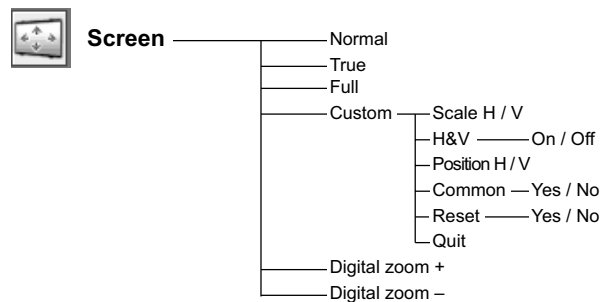 Screen Normal
True
Full
Custom Scale H / V
H&V On / Off
Position H / V
Common Yes / No
Reset Yes / No
Quit
Digital zoom +
Digital zoom –